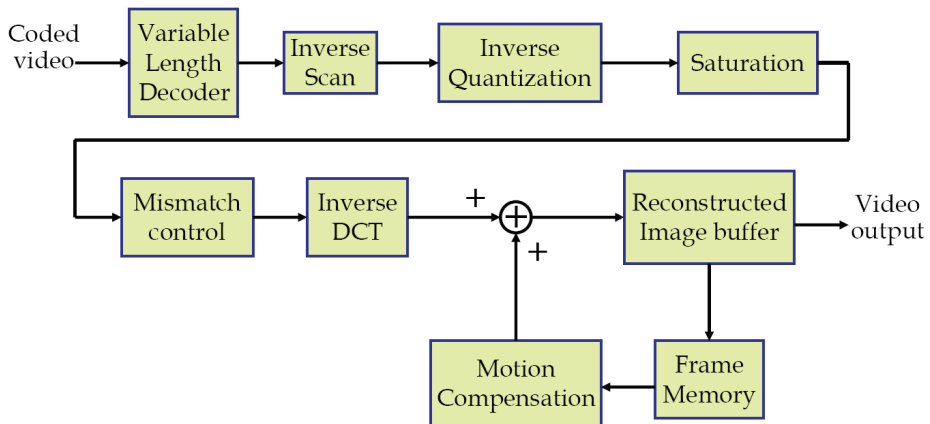 Coded
video
Variable
Length
Decoder
Inverse
Scan
Inverse
Quantization
Saturation
Mismatch
control
Inverse
DCT
+
+
+
Reconstructed
Image buffer
Video
output
Motion
Compensation
Frame
Memory